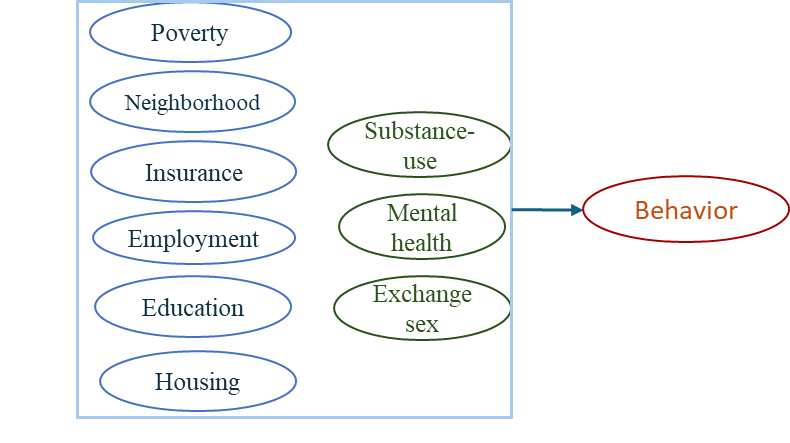 Poverty
Neighborhood
Insurance
Employment
Education
Housing
Substance-
use
Mental
health
Exchange
sex
Behavior